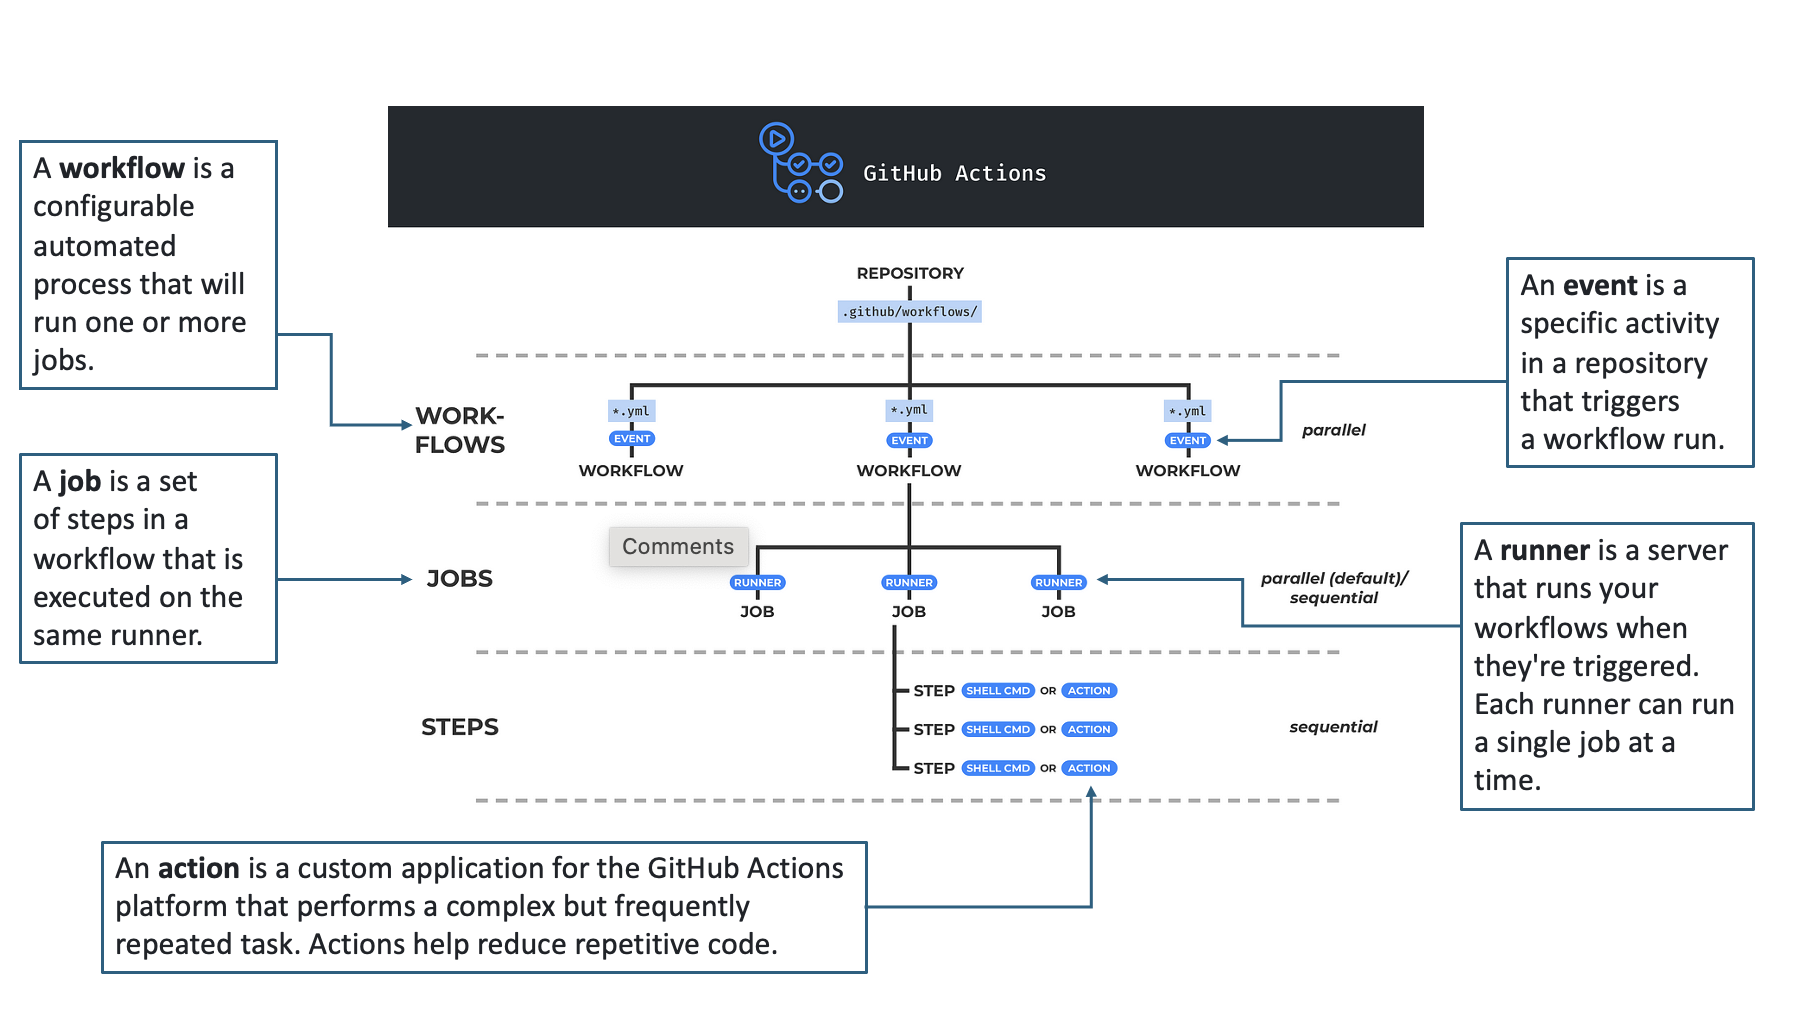 GitHub Actions
A workflow is a
configurable
automated
process that will
run one or more
jobs.
REPOSITORY
.github/workflows/
An event is a
specific activity
in a repository
that triggers
a workflow run.
WORK-
FLOWS
*.yml
EVENT
WORKFLOW
*.yml
EVENT
WORKFLOW
*.yml
EVENT
WORKFLOW
parallel
A job is a set
of steps in a
workflow that is
executed on the
same runner.
Comments
JOBS
RUNNER
JOB
RUNNER
JOB
RUNNER
JOB
parallel (default)/
sequential
A runner is a server
that runs your
workflows when
they're triggered.
Each runner can run
a single job at a
time.
STEPS
STEP SHELL CMD OR ACTION
STEP SHELL CMD OR ACTION
STEP SHELL CMD OR ACTION
sequential
An action is a custom application for the GitHub Actions
platform that performs a complex but frequently
repeated task. Actions help reduce repetitive code.